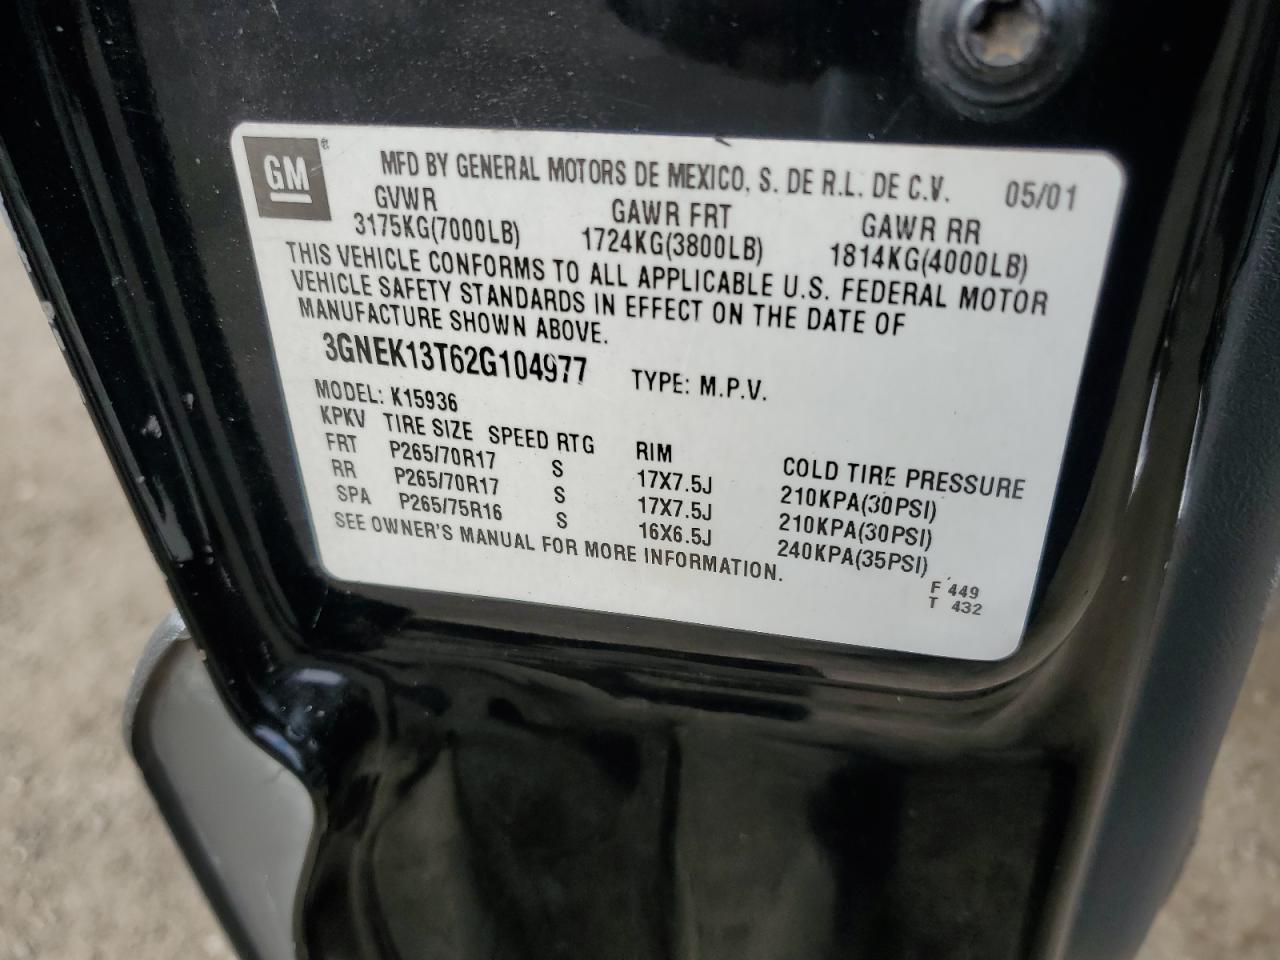 GM®
MFD BY GENERAL MOTORS DE MEXICO, S. DE R.L. DE C.V. 05/01
GVWR GAWR FRT GAWR RR
3175KG(7000LB) 1724KG(3800LB) 1814KG(4000LB)
THIS VEHICLE CONFORMS TO ALL APPLICABLE U.S. FEDERAL MOTOR
VEHICLE SAFETY STANDARDS IN EFFECT ON THE DATE OF
MANUFACTURE SHOWN ABOVE.
3GNEK13T62G104977 TYPE: M.P.V.
MODEL: K15936
KPKV TIRE SIZE SPEED RTG RIM COLD TIRE PRESSURE
FRT P265/70R17 S 17X7.5J 210KPA(30PSI)
RR P265/70R17 S 17X7.5J 210KPA(30PSI)
SPA P265/75R16 S 16X6.5J 240KPA(35PSI)
SEE OWNER'S MANUAL FOR MORE INFORMATION.
F 449
T 432